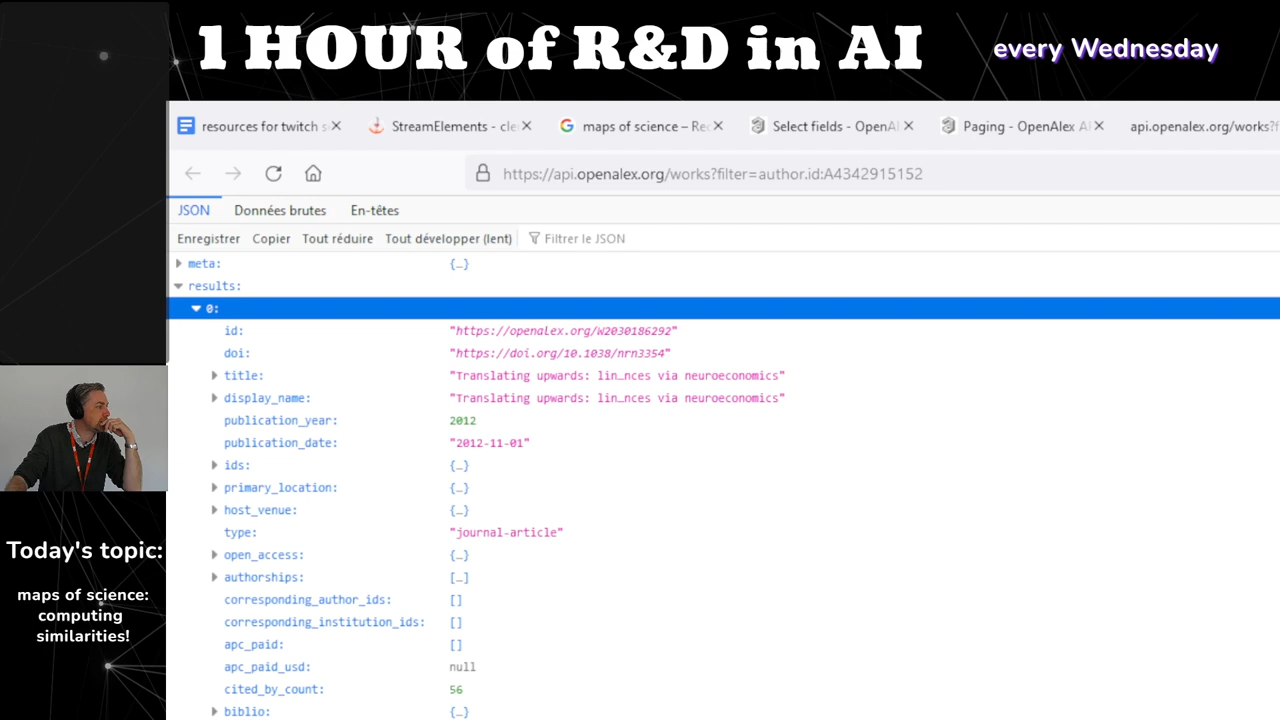 1 HOUR of R&D in AI
every Wednesday
resources for twitch s
StreamElements - cle
maps of science – Re
Select fields - OpenAl
Paging - OpenAlex A
api.openalex.org/works?f
https://api.openalex.org/works?filter=author.id:A4342915152
JSON Données brutes En-têtes
Enregistrer Copier Tout réduire Tout développer (lent) Filtrer le JSON
meta: {…}
results:
0:
id: "https://openalex.org/W2030186292"
doi: "https://doi.org/10.1038/nrn3354"
title: "Translating upwards: lin…nces via neuroeconomics"
display_name: "Translating upwards: lin…nces via neuroeconomics"
publication_year: 2012
publication_date: "2012-11-01"
ids: {…}
primary_location: {…}
host_venue: {…}
type: "journal-article"
open_access: {…}
authorships: […]
corresponding_author_ids: []
corresponding_institution_ids: []
apc_paid: []
apc_paid_usd: null
cited_by_count: 56
biblio: {…}
Today's topic:
maps of science:
computing
similarities!